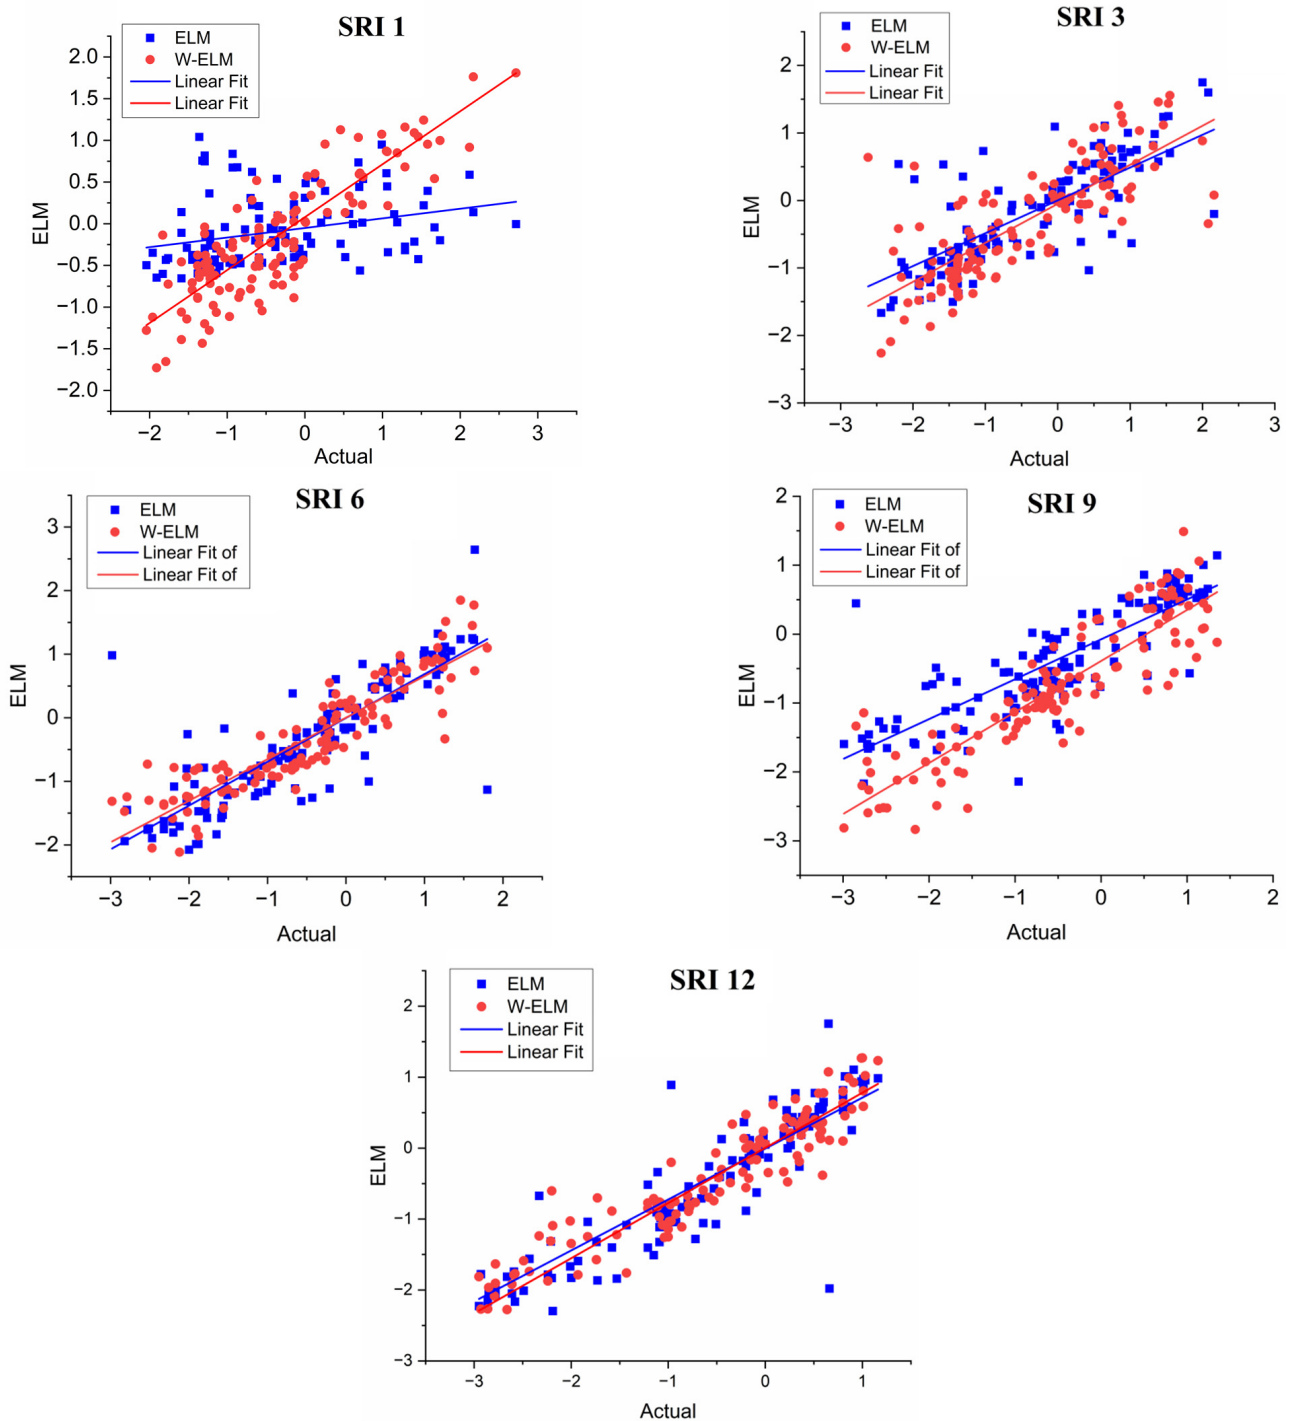 SRI 1
ELM
W-ELM
Linear Fit
Linear Fit
2.0
1.5
1.0
0.5
0.0
−0.5
−1.0
−1.5
−2.0
ELM
−2 −1 0 1 2 3
Actual
SRI 3
ELM
W-ELM
Linear Fit
Linear Fit
2
1
0
−1
−2
−3
ELM
−3 −2 −1 0 1 2 3
Actual
SRI 6
ELM
W-ELM
Linear Fit of
Linear Fit of
3
2
1
0
−1
−2
ELM
−3 −2 −1 0 1 2
Actual
SRI 9
ELM
W-ELM
Linear Fit of
Linear Fit of
2
1
0
−1
−2
−3
ELM
−3 −2 −1 0 1 2
Actual
SRI 12
ELM
W-ELM
Linear Fit
Linear Fit
2
1
0
−1
−2
−3
ELM
−3 −2 −1 0 1
Actual